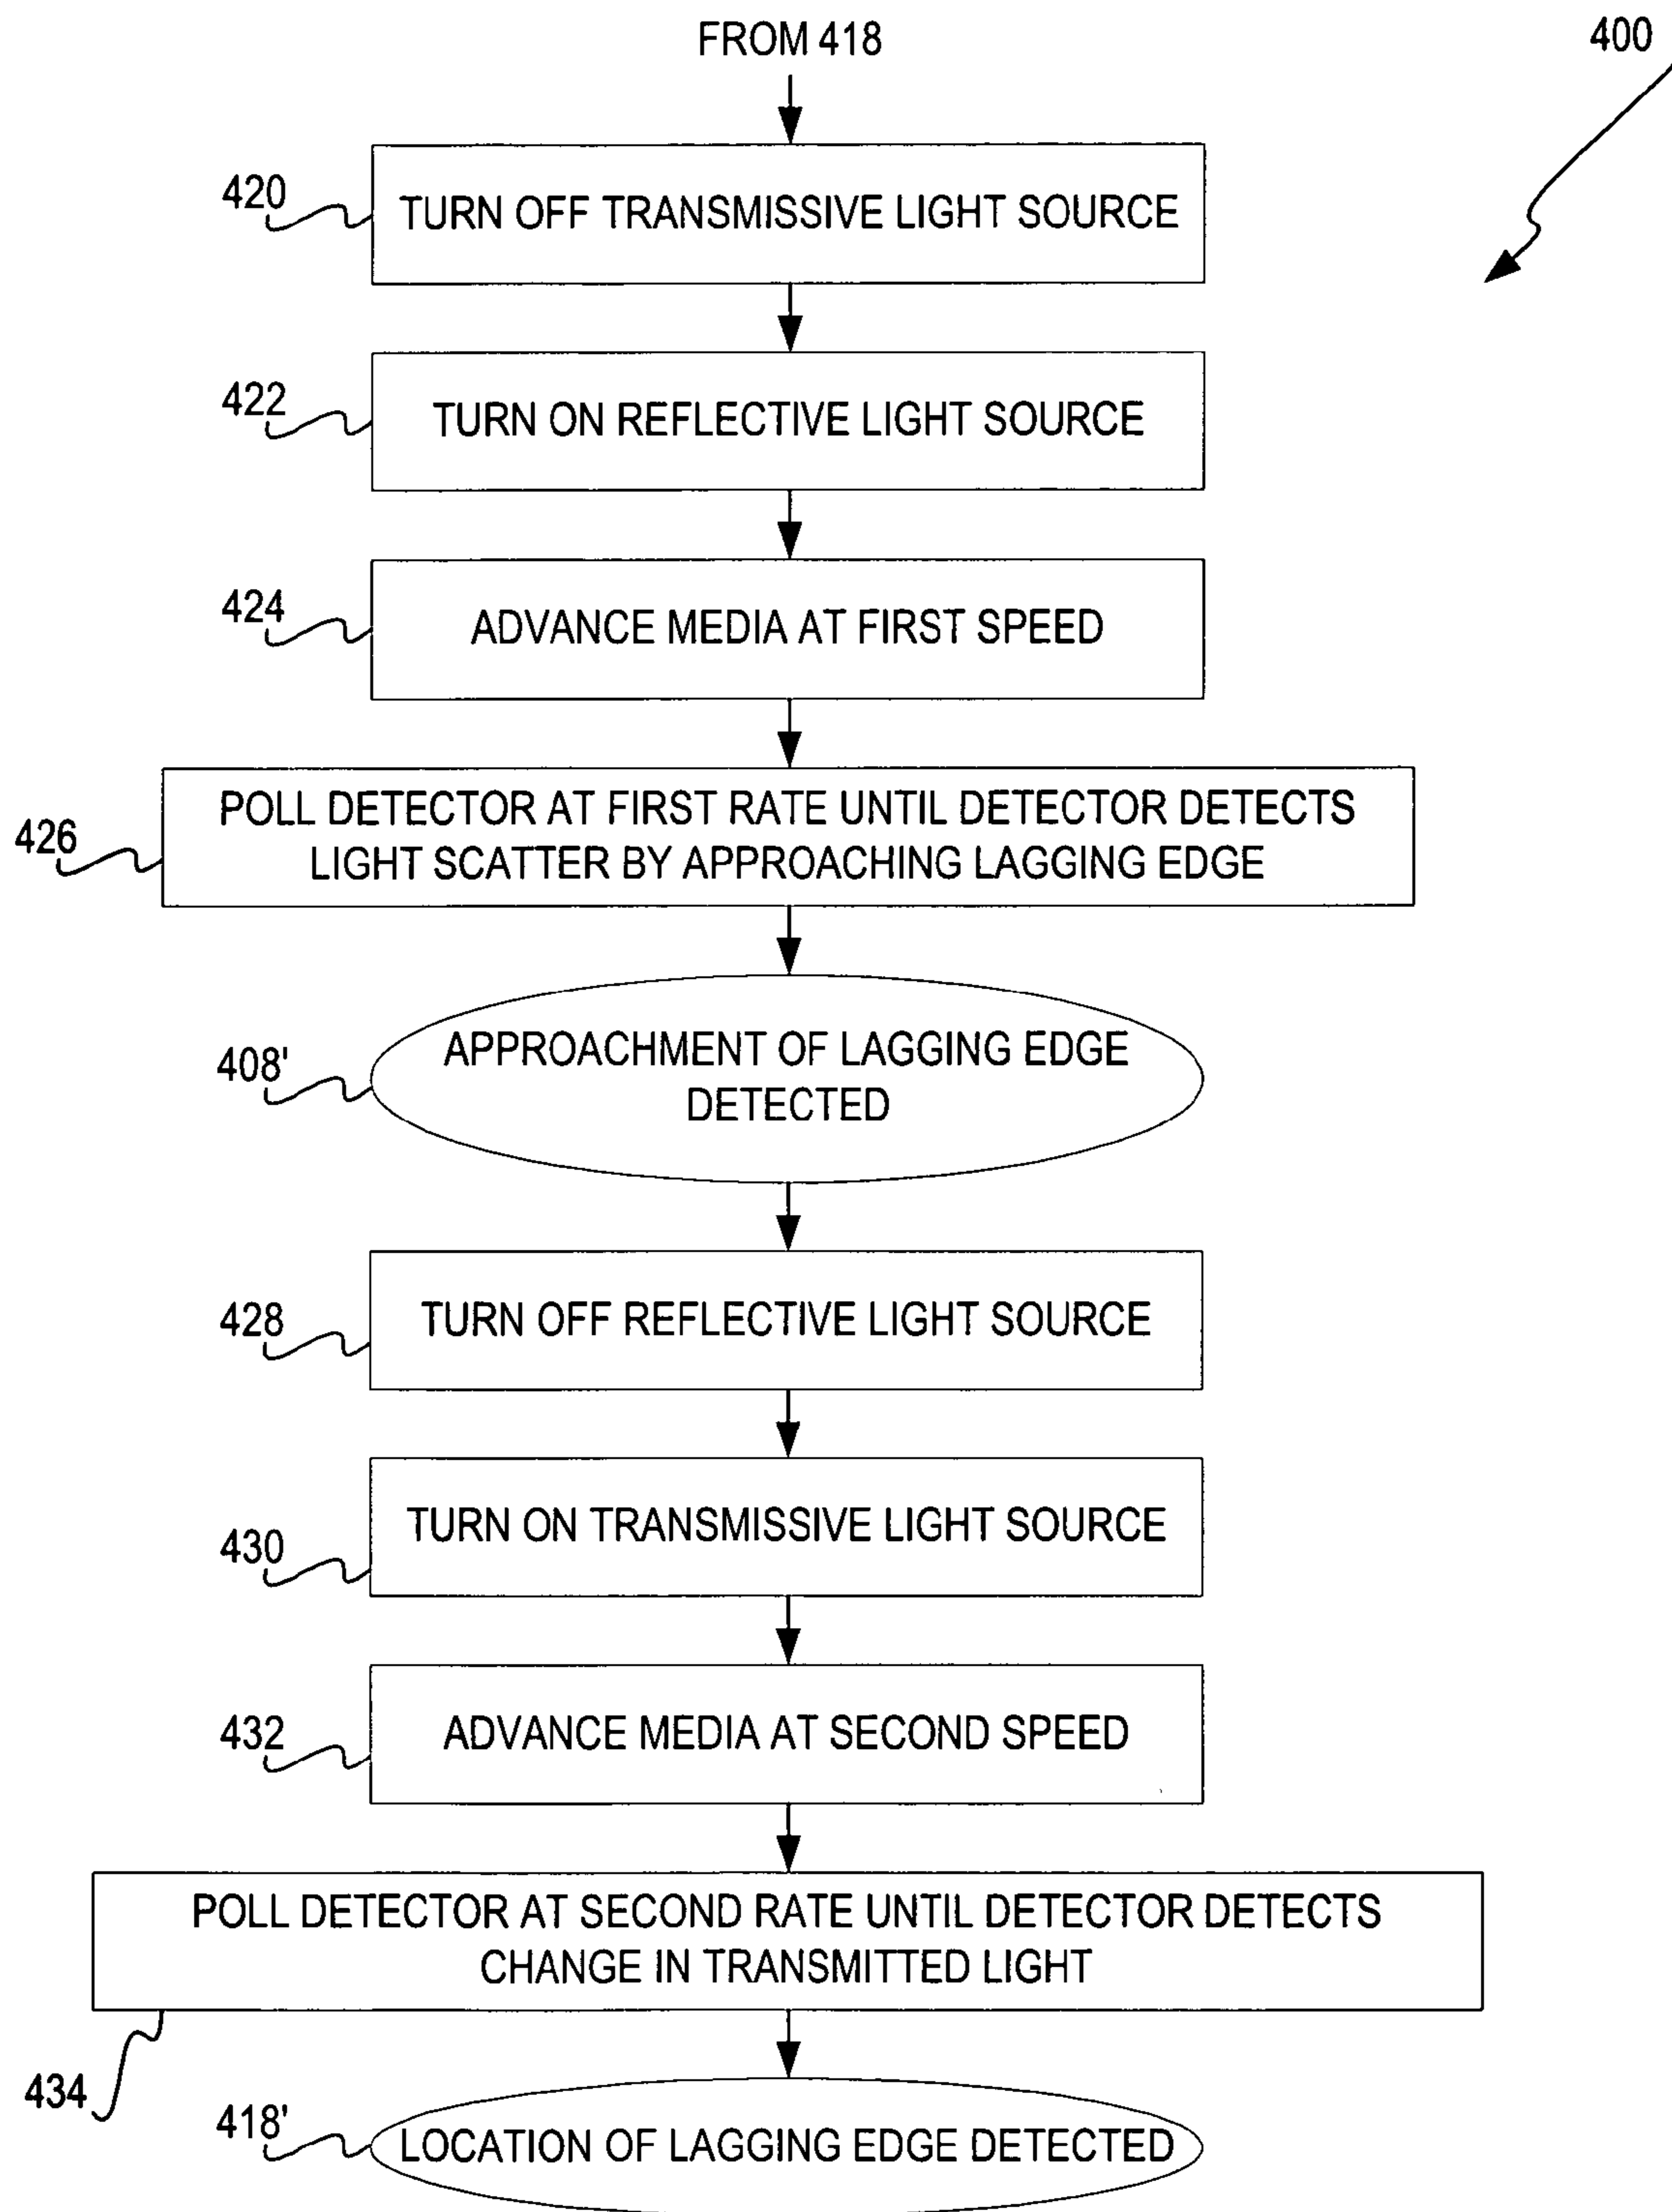 FROM 418
400
420
TURN OFF TRANSMISSIVE LIGHT SOURCE
422
TURN ON REFLECTIVE LIGHT SOURCE
424
ADVANCE MEDIA AT FIRST SPEED
426
POLL DETECTOR AT FIRST RATE UNTIL DETECTOR DETECTS
LIGHT SCATTER BY APPROACHING LAGGING EDGE
408'
APPROACHMENT OF LAGGING EDGE
DETECTED
428
TURN OFF REFLECTIVE LIGHT SOURCE
430
TURN ON TRANSMISSIVE LIGHT SOURCE
432
ADVANCE MEDIA AT SECOND SPEED
POLL DETECTOR AT SECOND RATE UNTIL DETECTOR DETECTS
CHANGE IN TRANSMITTED LIGHT
434
418'
LOCATION OF LAGGING EDGE DETECTED